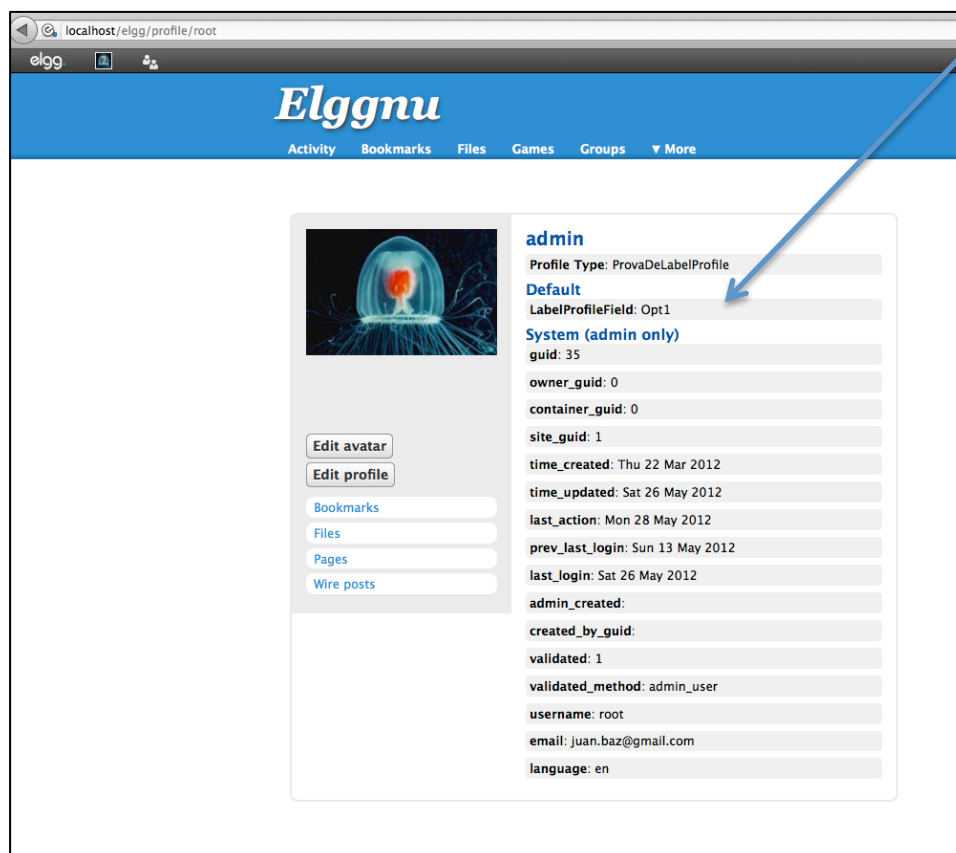 localhost/elgg/profile/root
elgg.
Elggnu
Activity Bookmarks Files Games Groups ▼ More
admin
Profile Type: ProvaDeLabelProfile
Default
LabelProfileField: Opt1
System (admin only)
guid: 35
owner_guid: 0
container_guid: 0
site_guid: 1
time_created: Thu 22 Mar 2012
time_updated: Sat 26 May 2012
last_action: Mon 28 May 2012
prev_last_login: Sun 13 May 2012
last_login: Sat 26 May 2012
admin_created:
created_by_guid:
validated: 1
validated_method: admin_user
username: root
email: juan.baz@gmail.com
language: en
Edit avatar
Edit profile
Bookmarks
Files
Pages
Wire posts